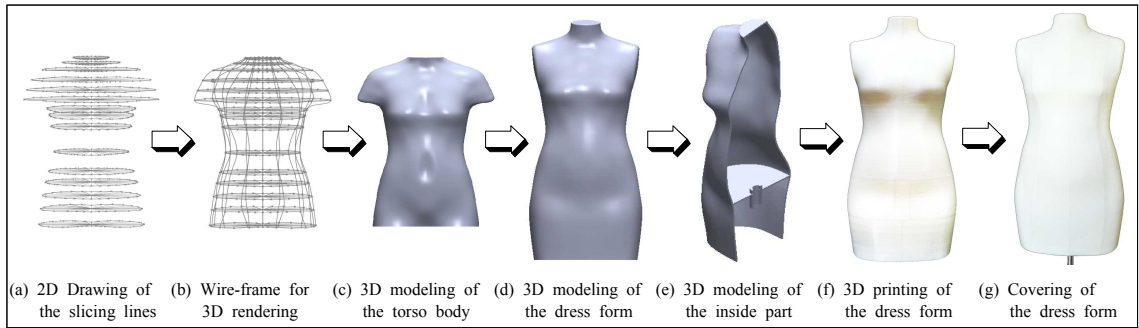 (a) 2D Drawing of
the slicing lines
(b) Wire-frame for
3D rendering
(c) 3D modeling of
the torso body
(d) 3D modeling of
the dress form
(e) 3D modeling of
the inside part
(f) 3D printing of
the dress form
(g) Covering of
the dress form